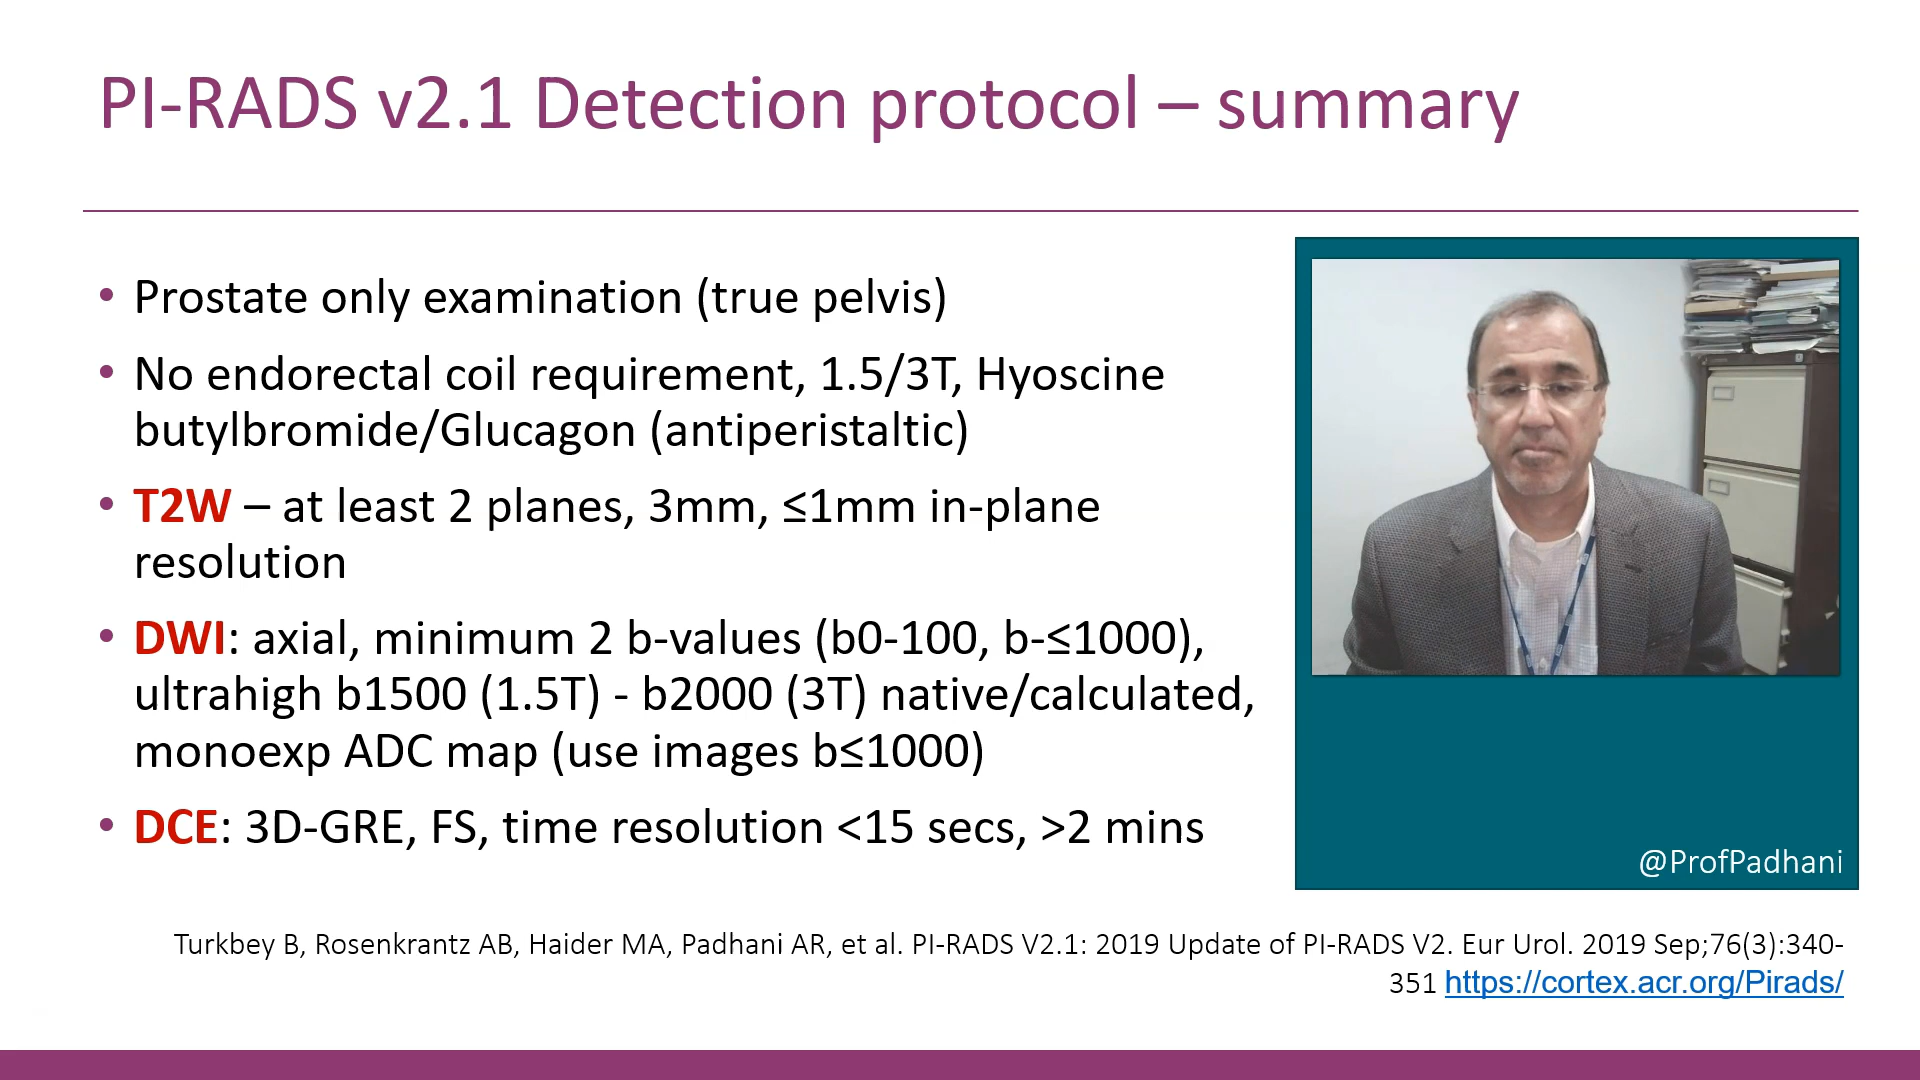 PI-RADS v2.1 Detection protocol – summary
• Prostate only examination (true pelvis)
• No endorectal coil requirement, 1.5/3T, Hyoscine
butylbromide/Glucagon (antiperistaltic)
• T2W – at least 2 planes, 3mm, ≤1mm in-plane
resolution
• DWI: axial, minimum 2 b-values (b0-100, b-≤1000),
ultrahigh b1500 (1.5T) - b2000 (3T) native/calculated,
monoexp ADC map (use images b≤1000)
• DCE: 3D-GRE, FS, time resolution <15 secs, >2 mins
@ProfPadhani
Turkbey B, Rosenkrantz AB, Haider MA, Padhani AR, et al. PI-RADS V2.1: 2019 Update of PI-RADS V2. Eur Urol. 2019 Sep;76(3):340-
351 https://cortex.acr.org/Pirads/